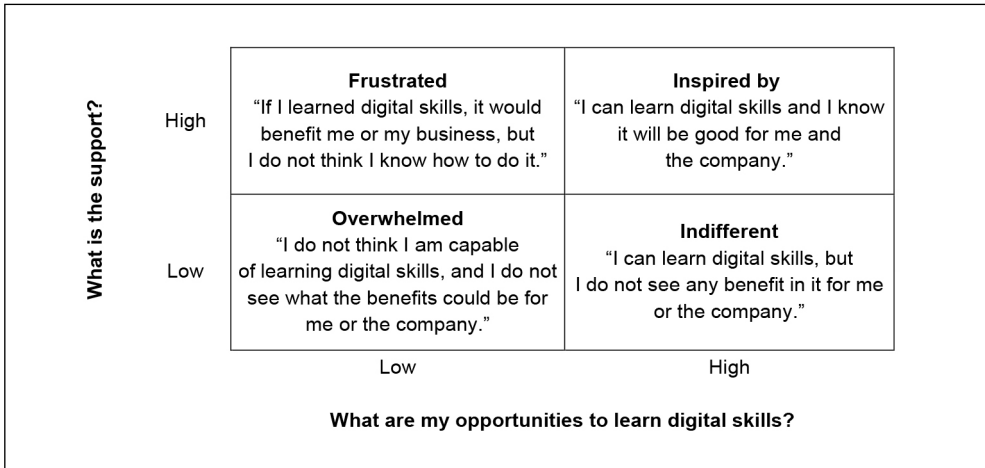 What is the support?
High
Frustrated
“If I learned digital skills, it would
benefit me or my business, but
I do not think I know how to do it.”
Inspired by
“I can learn digital skills and I know
it will be good for me and
the company.”
Low
Overwhelmed
“I do not think I am capable
of learning digital skills, and I do not
see what the benefits could be for
me or the company.”
Indifferent
“I can learn digital skills, but
I do not see any benefit in it for me
or the company.”
Low
High
What are my opportunities to learn digital skills?